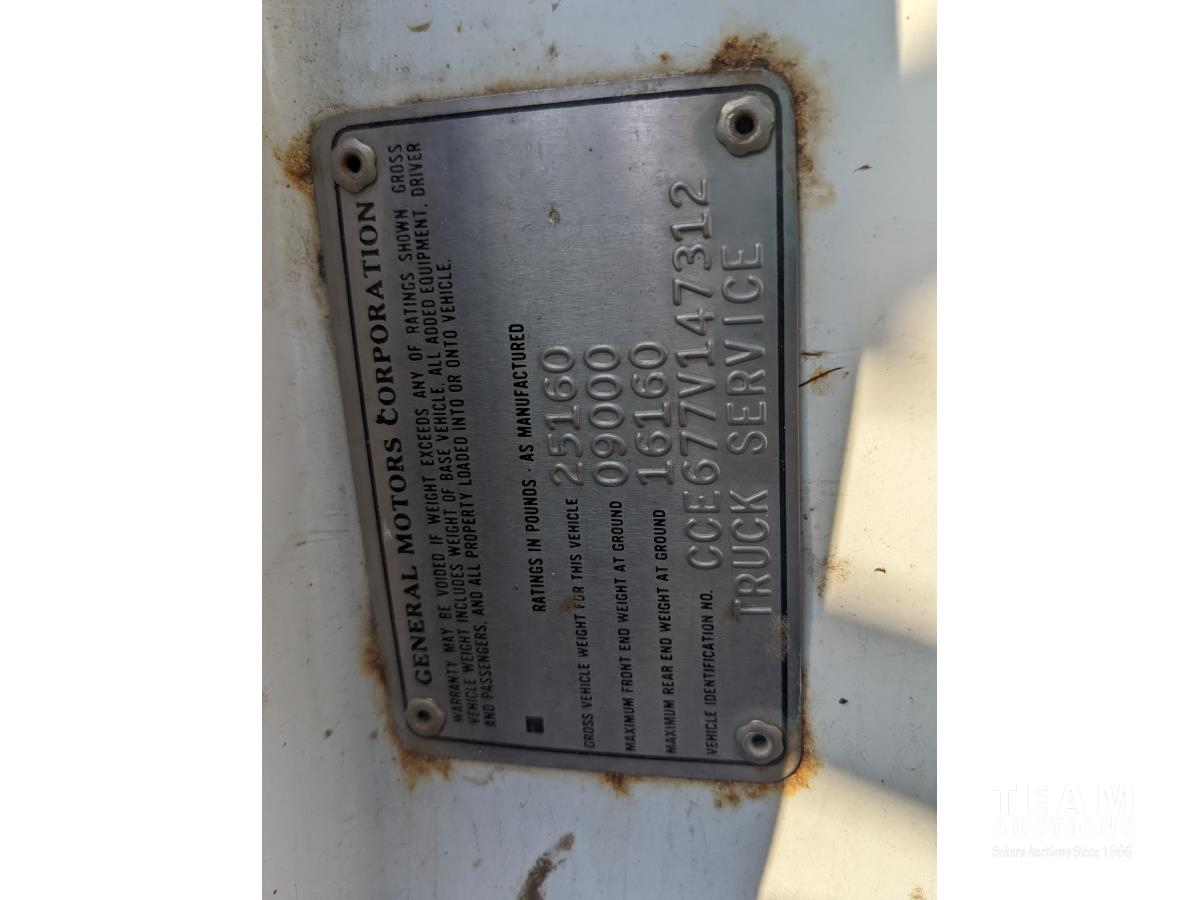 GENERAL MOTORS CORPORATION
WARRANTY MAY BE VOIDED IF WEIGHT EXCEEDS ANY OF RATINGS SHOWN. GROSS
VEHICLE WEIGHT INCLUDES WEIGHT OF BASE VEHICLE, ALL ADDED EQUIPMENT, DRIVER
AND PASSENGERS, AND ALL PROPERTY LOADED INTO OR ONTO VEHICLE.
RATINGS IN POUNDS - AS MANUFACTURED
GROSS VEHICLE WEIGHT FOR THIS VEHICLE 25160
MAXIMUM FRONT END WEIGHT AT GROUND 09000
MAXIMUM REAR END WEIGHT AT GROUND 16160
VEHICLE IDENTIFICATION NO. CCE677V147312
TRUCK SERVICE
TEAM
AUCTIONS
Sekura Auctions Since 1966